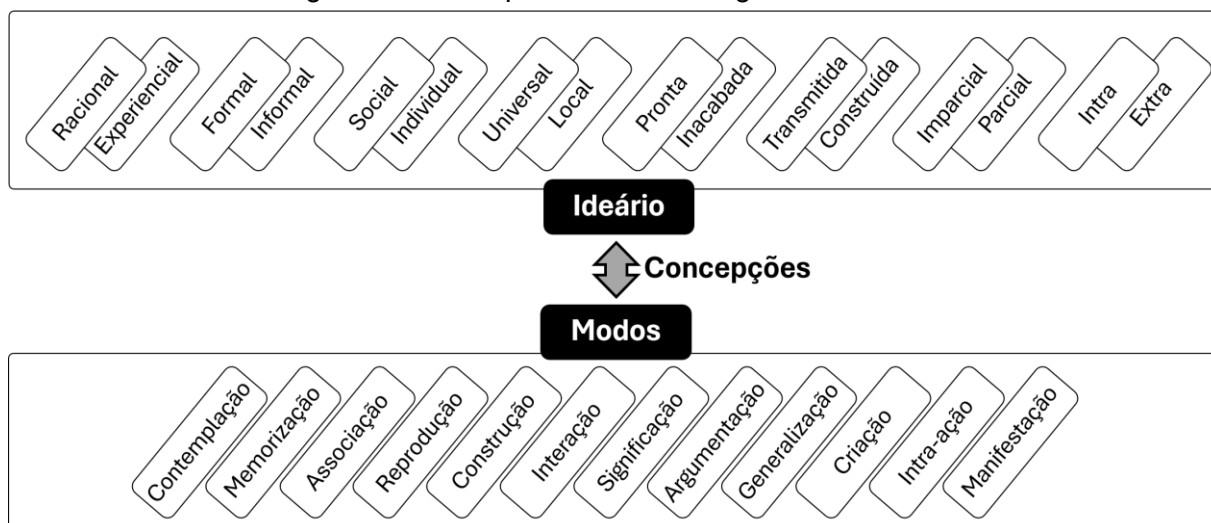 Racional
Experiencial
Formal
Informal
Social
Individual
Universal
Local
Pronta
Inacabada
Transmitida
Construída
Imparcial
Parcial
Intra
Extra
Ideário
Concepções
Modos
Contemplação
Memorização
Associação
Reprodução
Construção
Interação
Significação
Argumentação
Generalização
Criação
Intra-ação
Manifestação